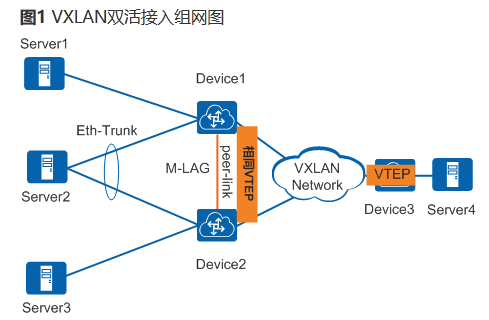 图1 VXLAN双活接入组网图
Server1
Device1
Eth-Trunk
M-LAG
peer-link
相同VTEP
VXLAN
Network
VTEP
Server2
Device3
Server4
Device2
Server3